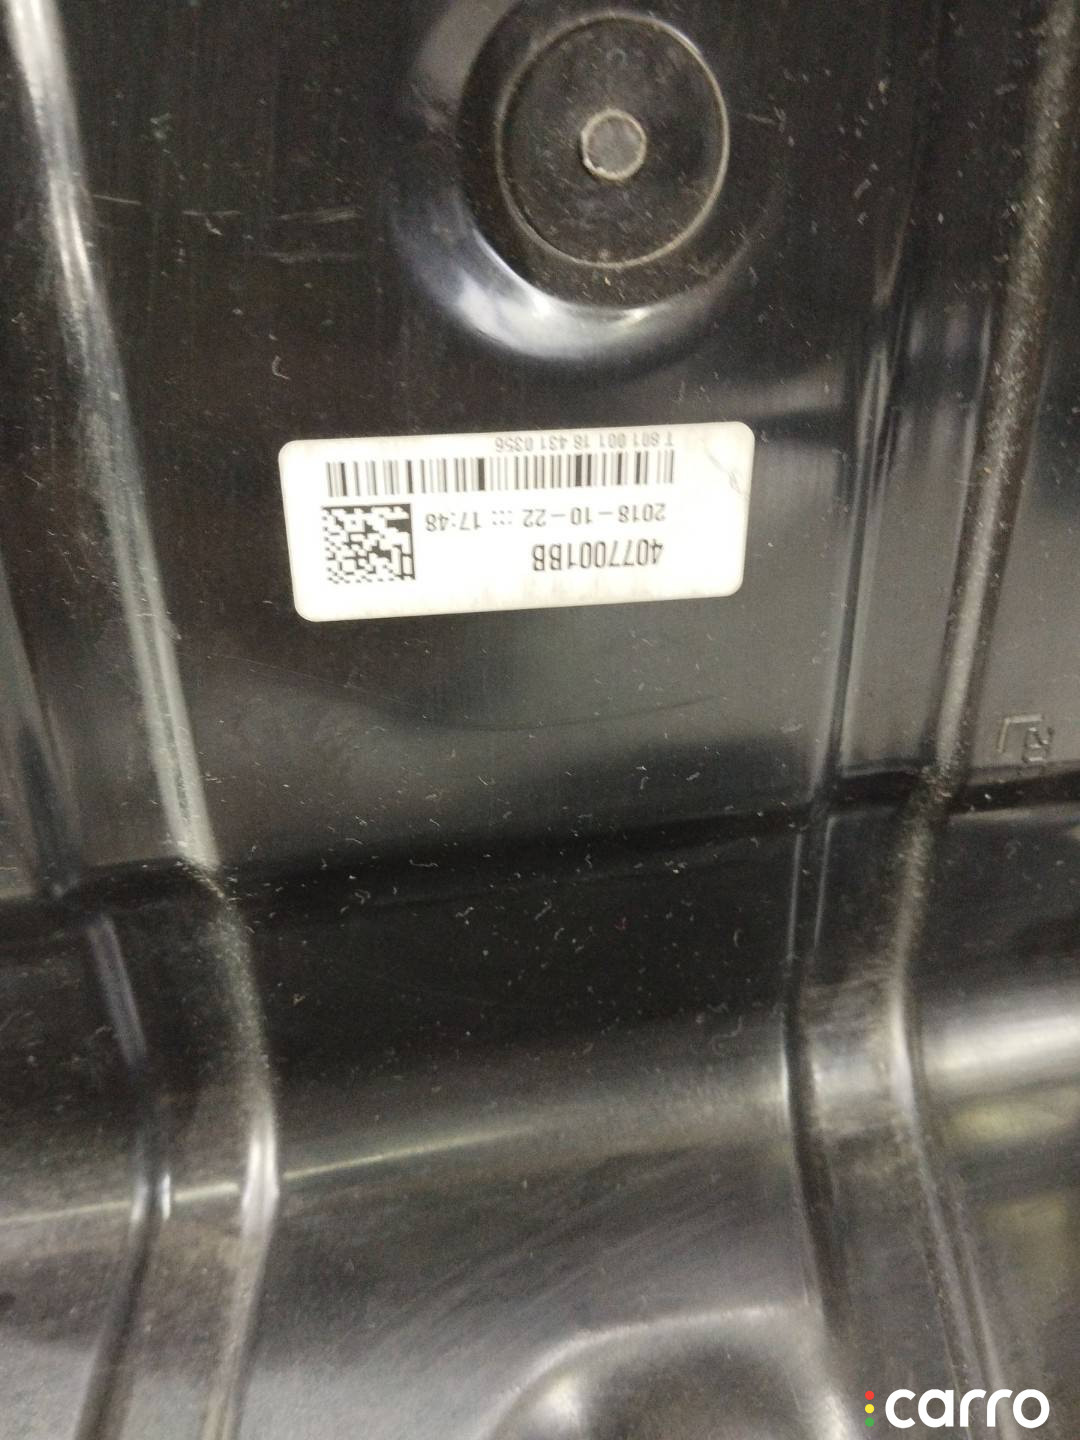 4077001BB
2018-10-22 ::: 17:48
T 801 001 18 431 0356
carro